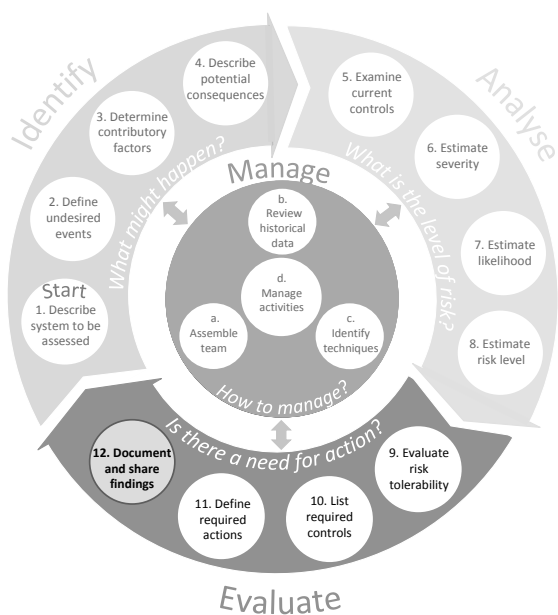 Identify
What might happen?
Start
1. Describe
system to be
assessed
2. Define
undesired
events
3. Determine
contributory
factors
4. Describe
potential
consequences
Analyse
What is the level of risk?
5. Examine
current
controls
6. Estimate
severity
7. Estimate
likelihood
8. Estimate
risk level
Evaluate
Is there a need for action?
9. Evaluate
risk
tolerability
10. List
required
controls
11. Define
required
actions
12. Document
and share
findings
Manage
How to manage?
a.
Assemble
team
b.
Review
historical
data
c.
Identify
techniques
d.
Manage
activities